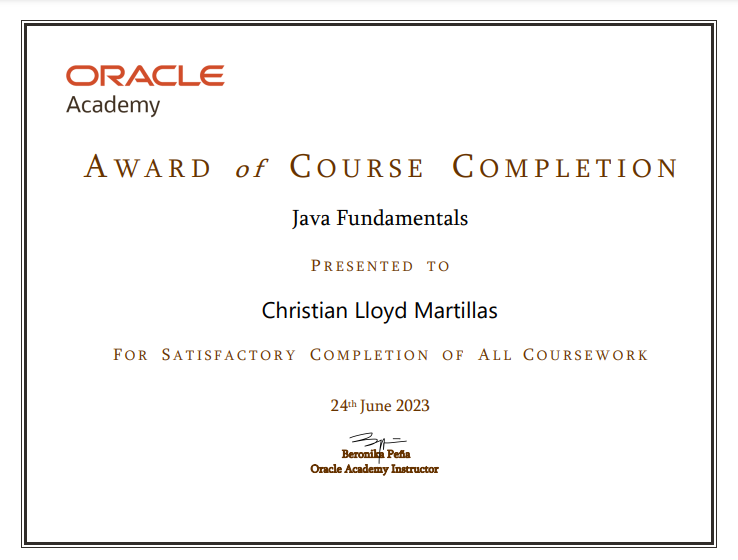 ORACLE
Academy
AWARD of COURSE COMPLETION
Java Fundamentals
PRESENTED TO
Christian Lloyd Martillas
FOR SATISFACTORY COMPLETION OF ALL COURSEWORK
24th June 2023
Beronika Peña
Oracle Academy Instructor